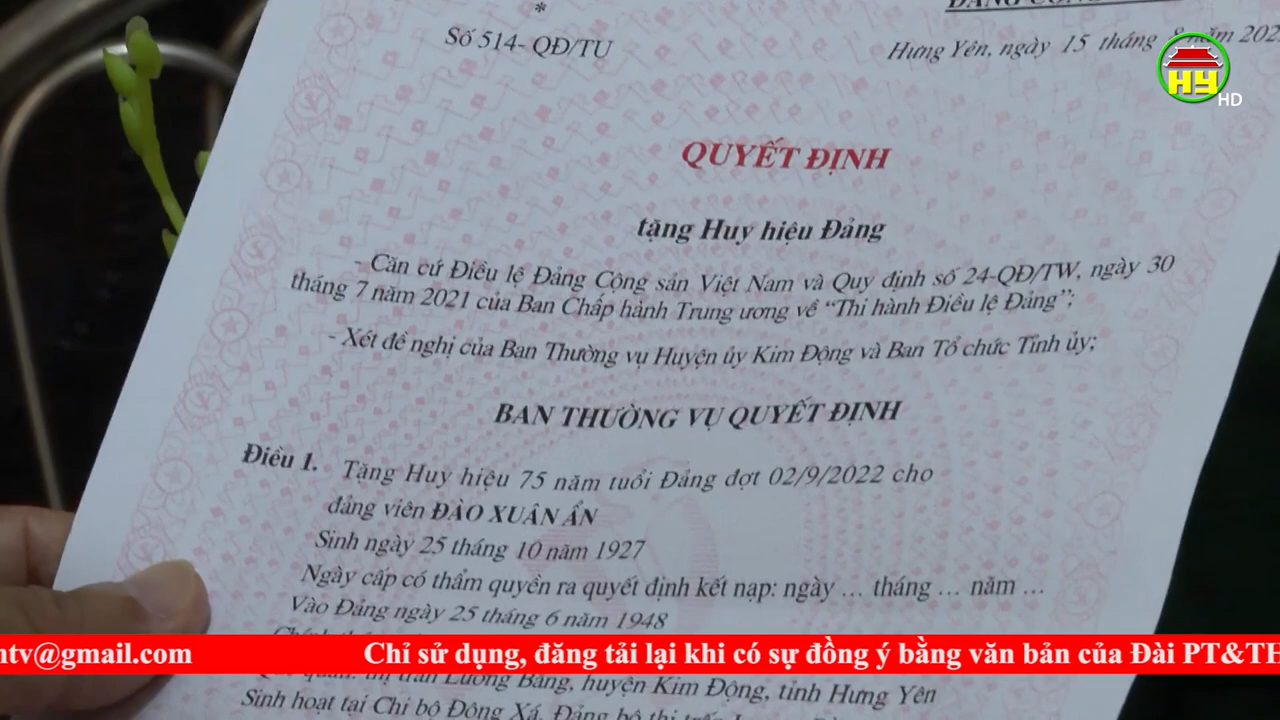 *
Số 514- QĐ/TU
Hưng Yên, ngày 15 tháng 8 năm 202
HY
HD
QUYẾT ĐỊNH
tặng Huy hiệu Đảng
- Căn cứ Điều lệ Đảng Cộng sản Việt Nam và Quy định số 24-QĐ/TW, ngày 30
tháng 7 năm 2021 của Ban Chấp hành Trung ương về “Thi hành Điều lệ Đảng”;
- Xét đề nghị của Ban Thường vụ Huyện ủy Kim Động và Ban Tổ chức Tỉnh ủy;
BAN THƯỜNG VỤ QUYẾT ĐỊNH
Điều 1. Tặng Huy hiệu 75 năm tuổi Đảng đợt 02/9/2022 cho
đảng viên ĐÀO XUÂN ẨN
Sinh ngày 25 tháng 10 năm 1927
Ngày cấp có thẩm quyền ra quyết định kết nạp: ngày ... tháng ... năm ...
Vào Đảng ngày 25 tháng 6 năm 1948
ntv@gmail.com Chỉ sử dụng, đăng tải lại khi có sự đồng ý bằng văn bản của Đài PT&TH
quán: thị trấn Lương Bằng, huyện Kim Động, tỉnh Hưng Yên
Sinh hoạt tại Chi bộ Động Xá, Đảng bộ thị trấn